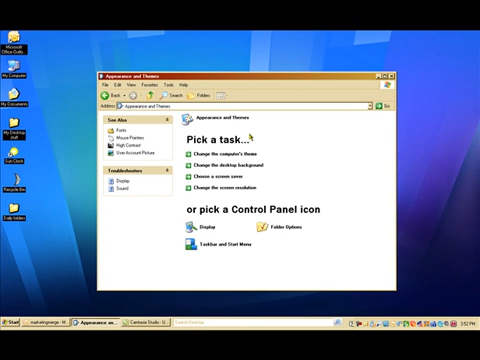 Microsoft
Office Outlo...
My Computer
My Documents
My Desktop
stuff
Sun Clock
Recycle Bin
Daily folders
Appearance and Themes
File Edit View Favorites Tools Help
Back Search Folders
Address Appearance and Themes Go
See Also
Fonts
Mouse Pointers
High Contrast
User Account Picture
Troubleshooters
Display
Sound
Appearance and Themes
Pick a task...
Change the computer's theme
Change the desktop background
Choose a screen saver
Change the screen resolution
or pick a Control Panel icon
Display
Folder Options
Taskbar and Start Menu
Start
marketingmerge - M...
Appearance an...
Camtasia Studio - U...
Search Desktop
3:52 PM